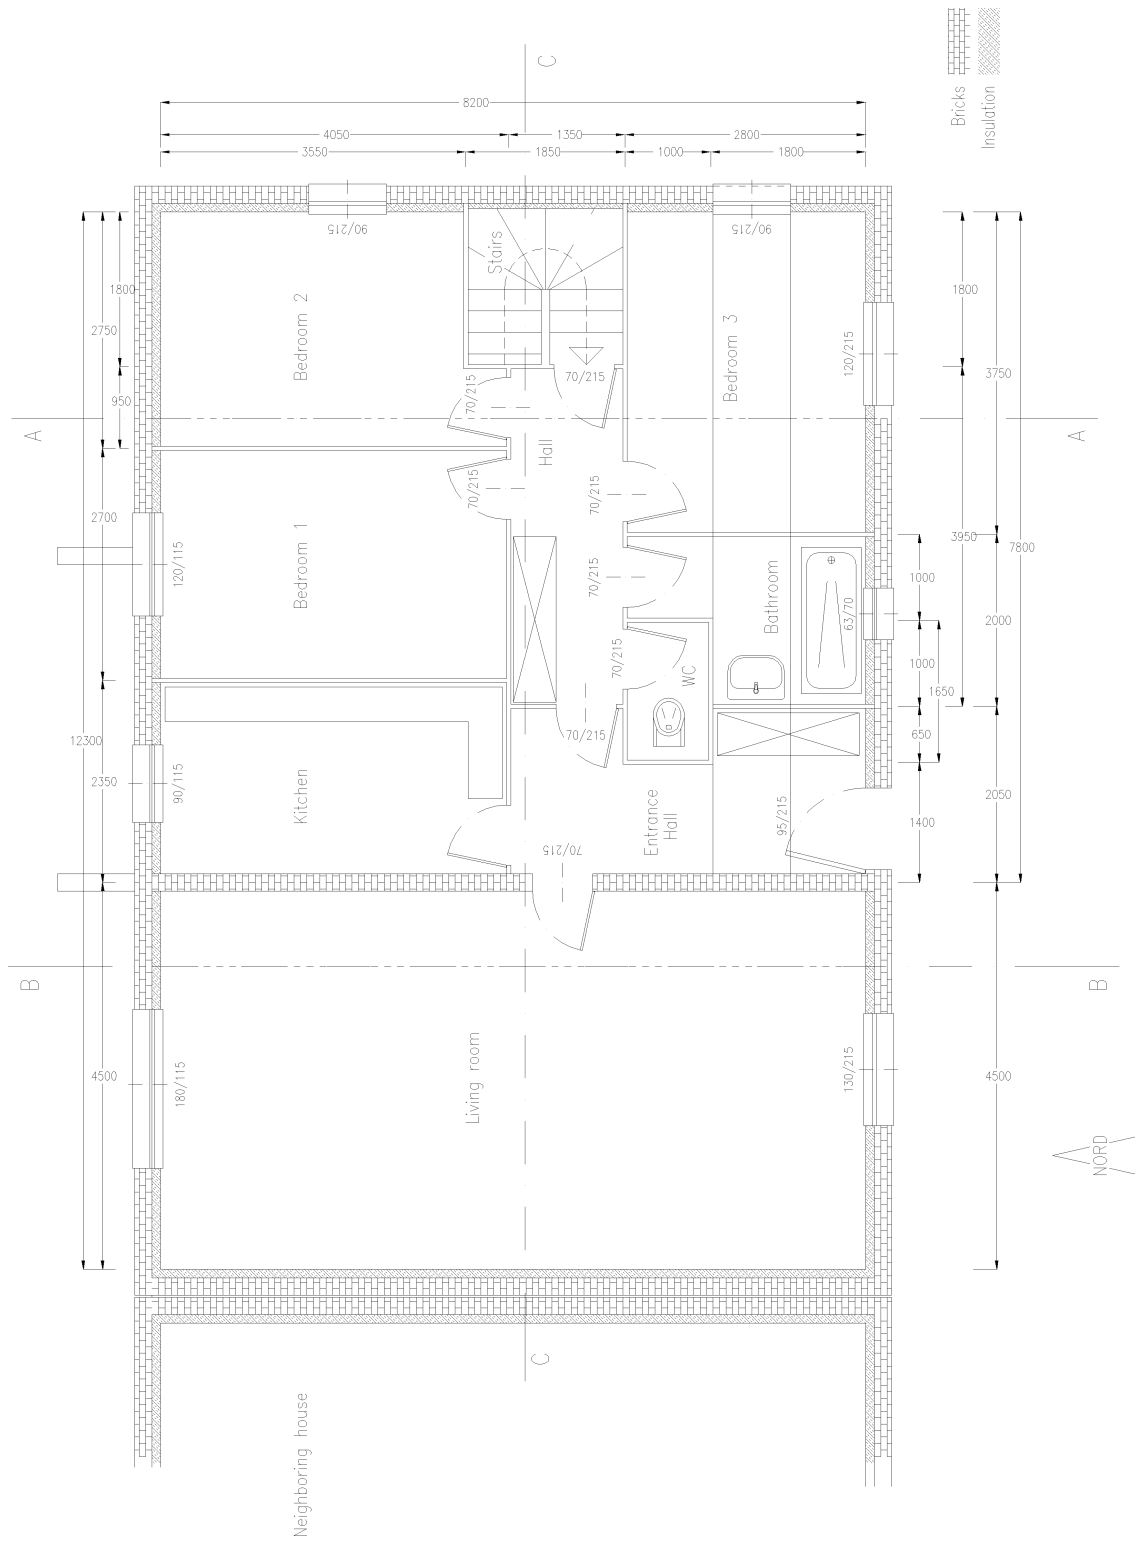 Bricks
Insulation
C
8200
4050
1350
2800
3550
1850
1000
1800
90/215
90/215
Stairs
1800
2750
950
Bedroom 2
70/215
70/215
Bedroom 3
120/215
1800
3750
A
A
Hall
70/215
70/215
2700
120/115
Bedroom 1
70/215
Bathroom
63/70
1000
3950
7800
2000
1000
1650
70/215
WC
70/215
12300
2350
90/115
Kitchen
650
2050
1400
95/215
Entrance
Hall
70/215
B
B
4500
180/115
Living room
130/215
4500
NORD
C
Neighboring house